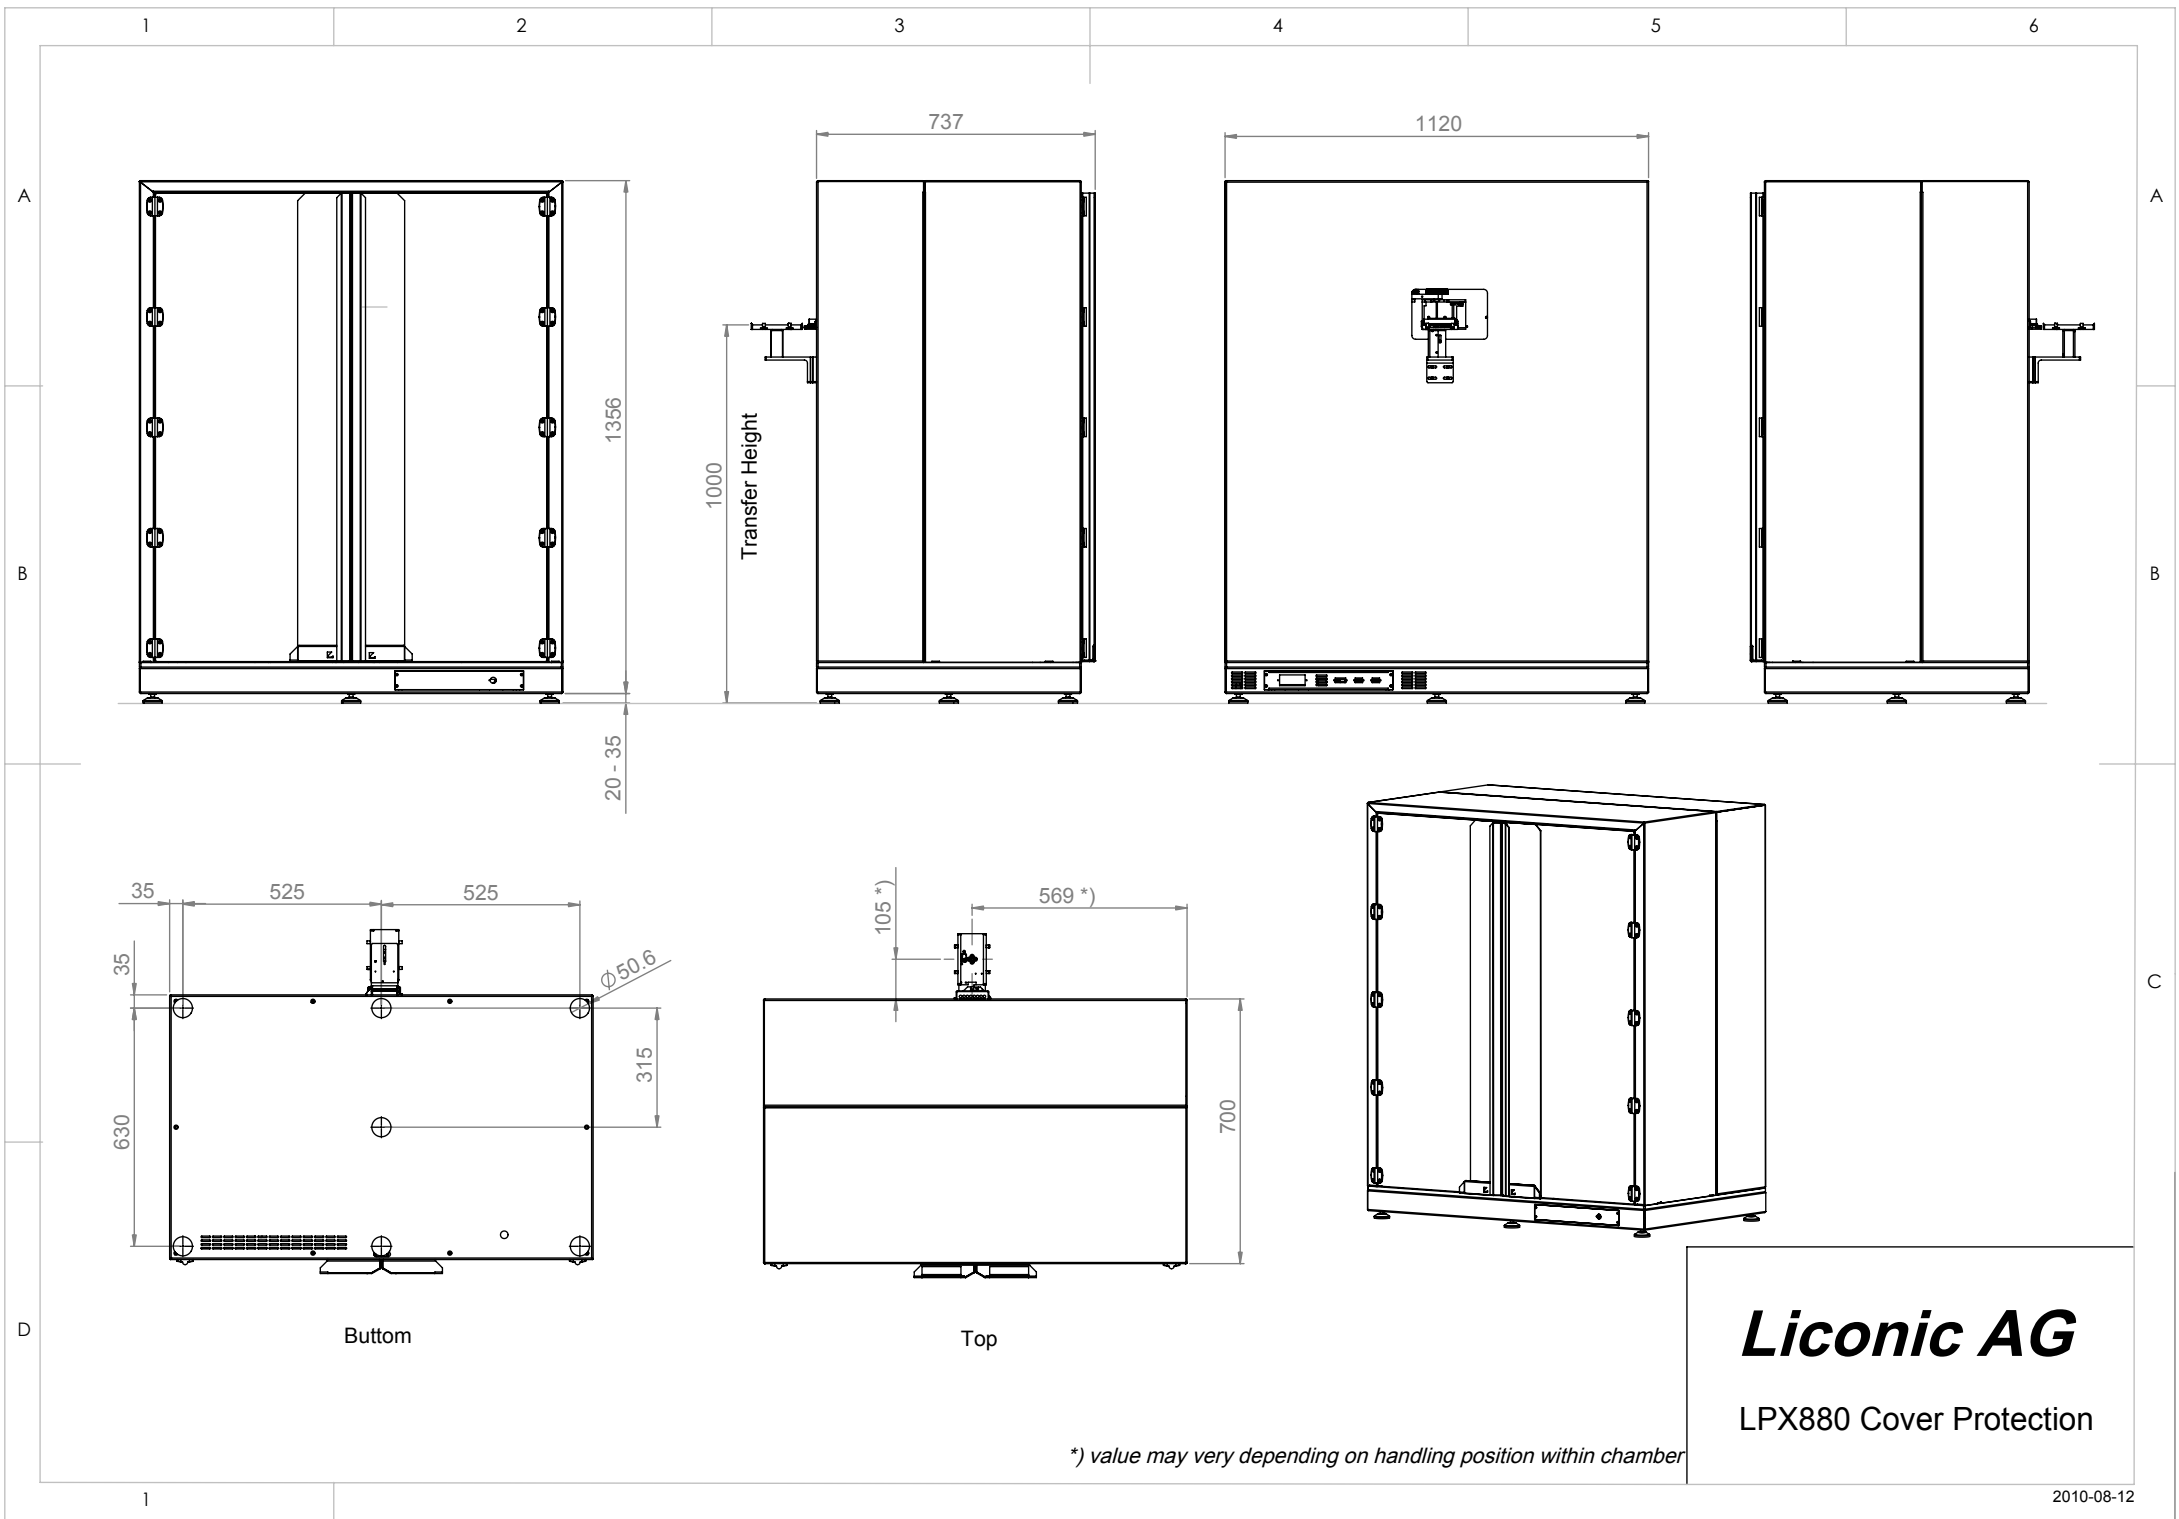 1 2 3 4 5 6
737
1120
A A
1356
1000
Transfer Height
B B
20 - 35
35 525 525
35
Ø50.6
630
315
105 *)
569 *)
700
C
Buttom
Top
D
Liconic AG
LPX880 Cover Protection
*) value may very depending on handling position within chamber
1
2010-08-12